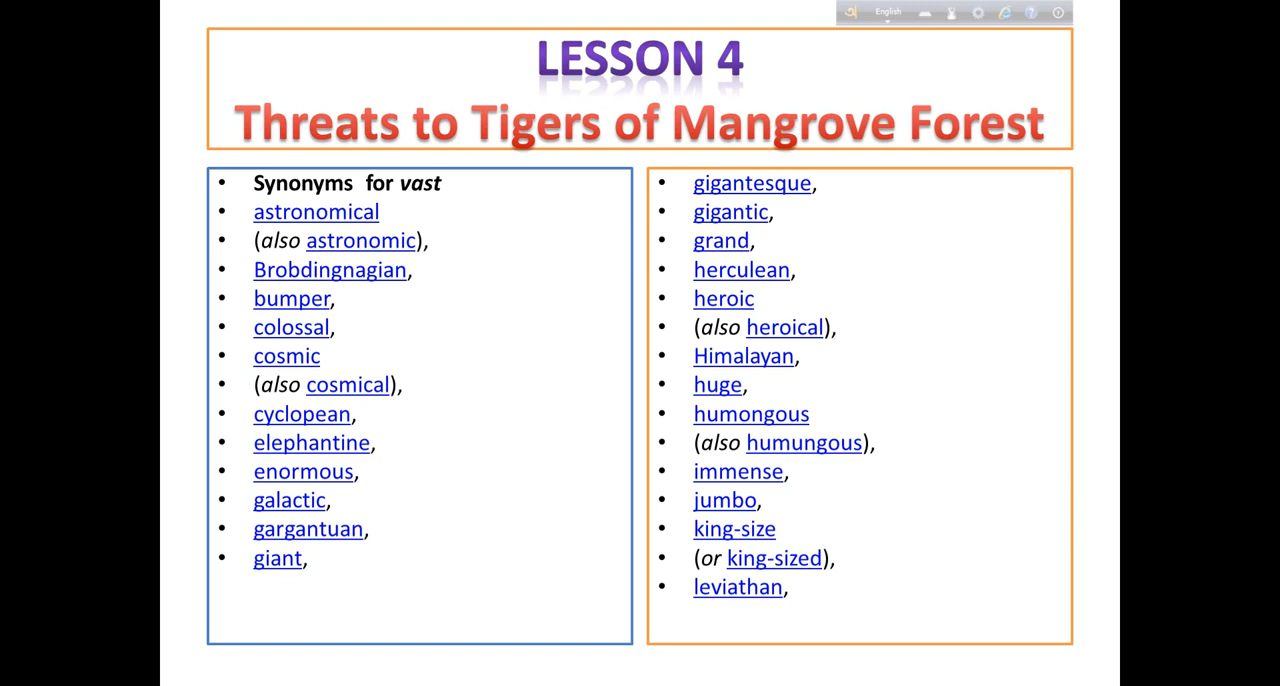 অ English
LESSON 4
Threats to Tigers of Mangrove Forest
• Synonyms for vast
• astronomical
• (also astronomic),
• Brobdingnagian,
• bumper,
• colossal,
• cosmic
• (also cosmical),
• cyclopean,
• elephantine,
• enormous,
• galactic,
• gargantuan,
• giant,
• gigantesque,
• gigantic,
• grand,
• herculean,
• heroic
• (also heroical),
• Himalayan,
• huge,
• humongous
• (also humungous),
• immense,
• jumbo,
• king-size
• (or king-sized),
• leviathan,